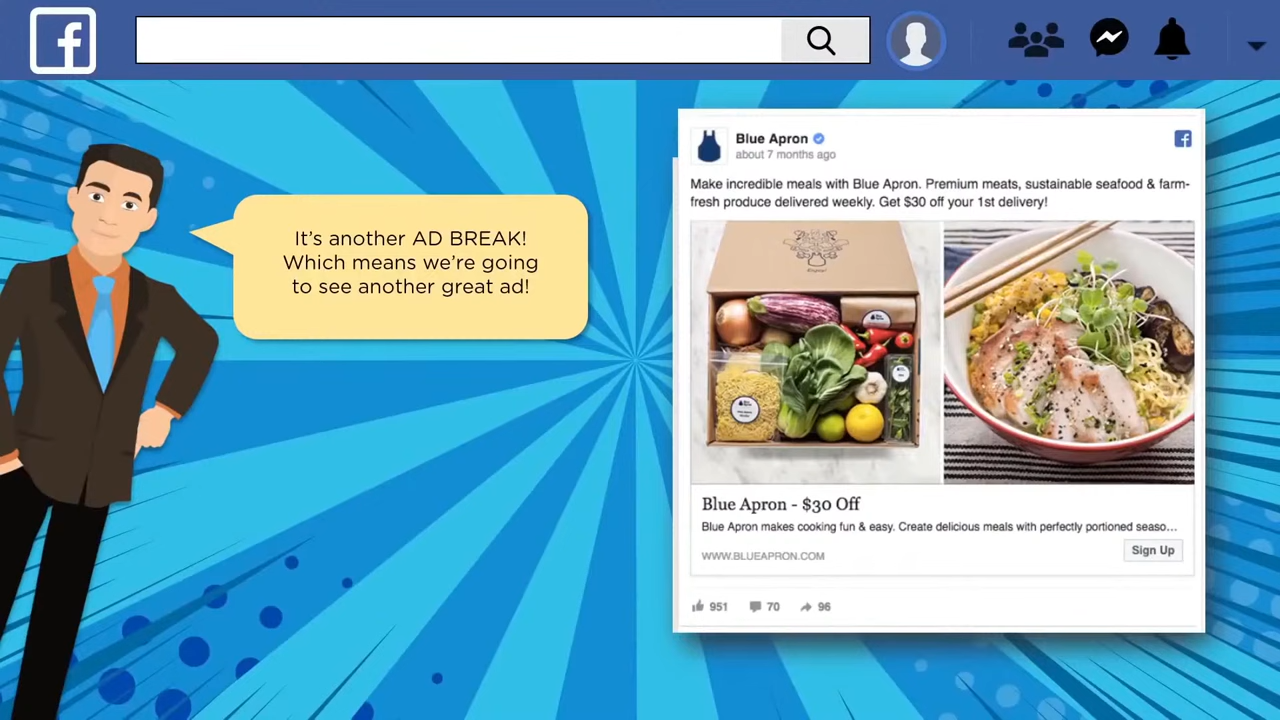 It's another AD BREAK!
Which means we're going
to see another great ad!
Blue Apron
about 7 months ago
Make incredible meals with Blue Apron. Premium meats, sustainable seafood & farm-
fresh produce delivered weekly. Get $30 off your 1st delivery!
Enjoy!
Blue Apron - $30 Off
Blue Apron makes cooking fun & easy. Create delicious meals with perfectly portioned seaso...
WWW.BLUEAPRON.COM
Sign Up
951 70 96